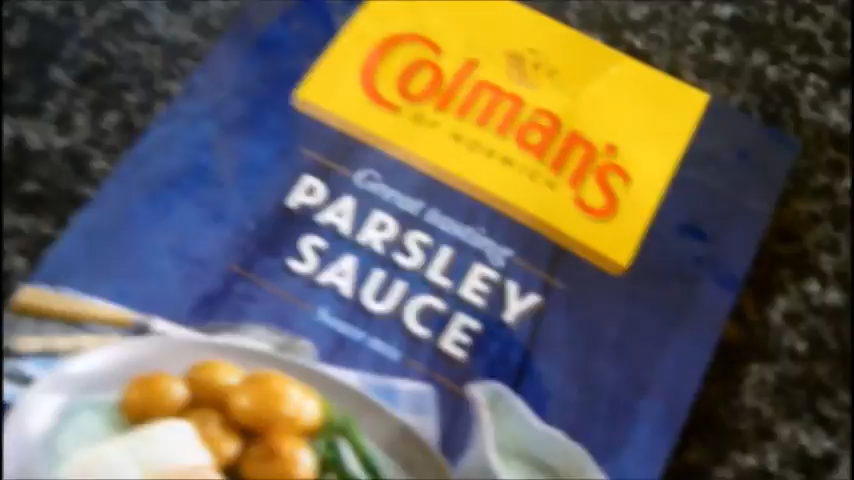 Colman's
OF NORWICH
Great tasting
PARSLEY
SAUCE